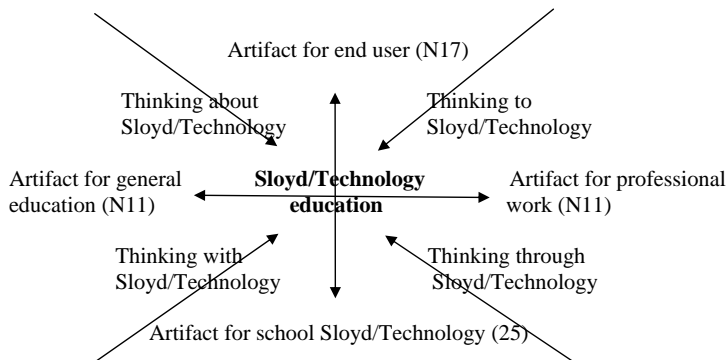 Artifact for end user (N17)
Thinking about
Sloyd/Technology
Thinking to
Sloyd/Technology
Artifact for general
education (N11)
Sloyd/Technology
education
Artifact for professional
work (N11)
Thinking with
Sloyd/Technology
Thinking through
Sloyd/Technology
Artifact for school Sloyd/Technology (25)